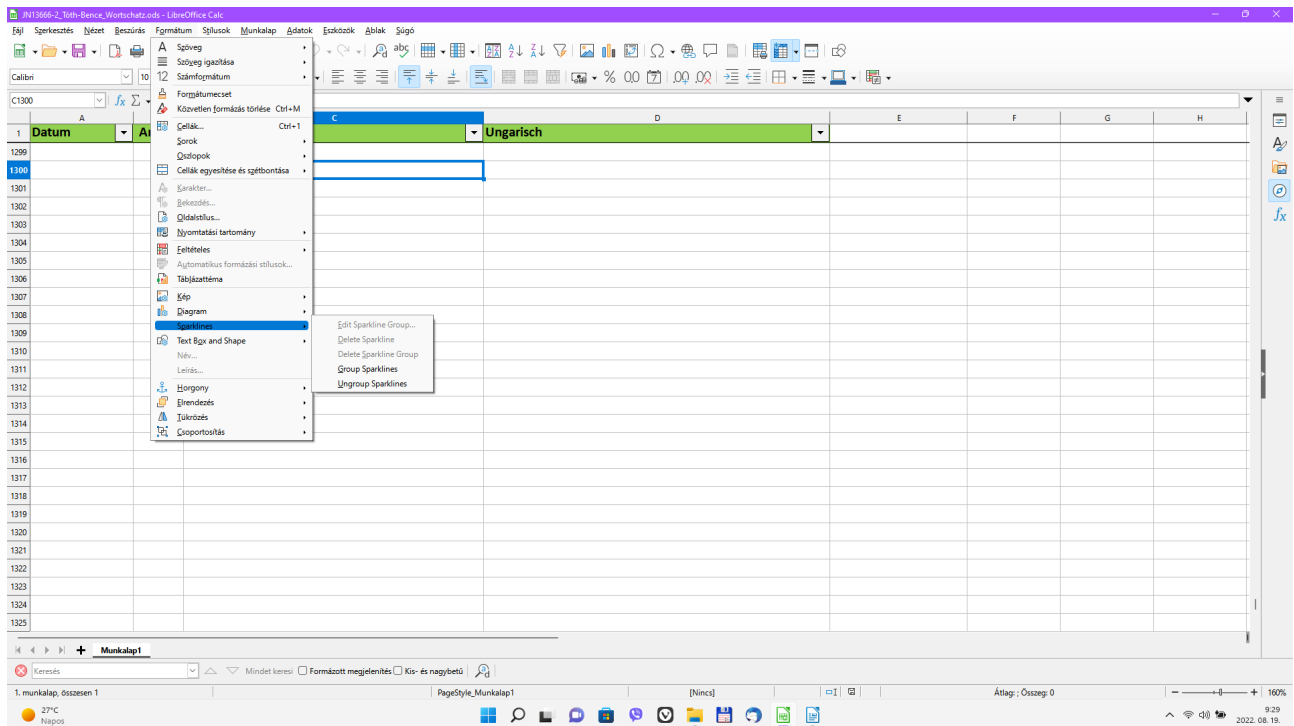 JN13666-2_Tóth-Bence_Wortschatz.ods - LibreOffice Calc
Fájl Szerkesztés Nézet Beszúrás Formátum Stílusok Munkalap Adatok Eszközök Ablak Súgó
Calibri 10
C1300
A C D E F G H
1 Datum Ungarisch
Szöveg
Szöveg igazítása
Számformátum
Formátumecset
Közvetlen formázás törlése Ctrl+M
Cellák... Ctrl+1
Sorok
Oszlopok
Cellák egyesítése és szétbontása
Karakter...
Bekezdés...
Oldalstílus...
Nyomtatási tartomány
Feltételes
Automatikus formázási stílusok...
Táblázattéma
Kép
Diagram
Sparklines
Text Box and Shape
Név...
Leírás...
Horgony
Elrendezés
Tükrözés
Csoportosítás
Edit Sparkline Group...
Delete Sparkline
Delete Sparkline Group
Group Sparklines
Ungroup Sparklines
1299
1300
1301
1302
1303
1304
1305
1306
1307
1308
1309
1310
1311
1312
1313
1314
1315
1316
1317
1318
1319
1320
1321
1322
1323
1324
1325
Munkalap1
Keresés Mindet keresi Formázott megjelenítés Kis- és nagybetű
1. munkalap, összesen 1 PageStyle_Munkalap1 [Nincs] Átlag: ; Összeg: 0 160%
27°C
Napos
9:29
2022. 08. 19.